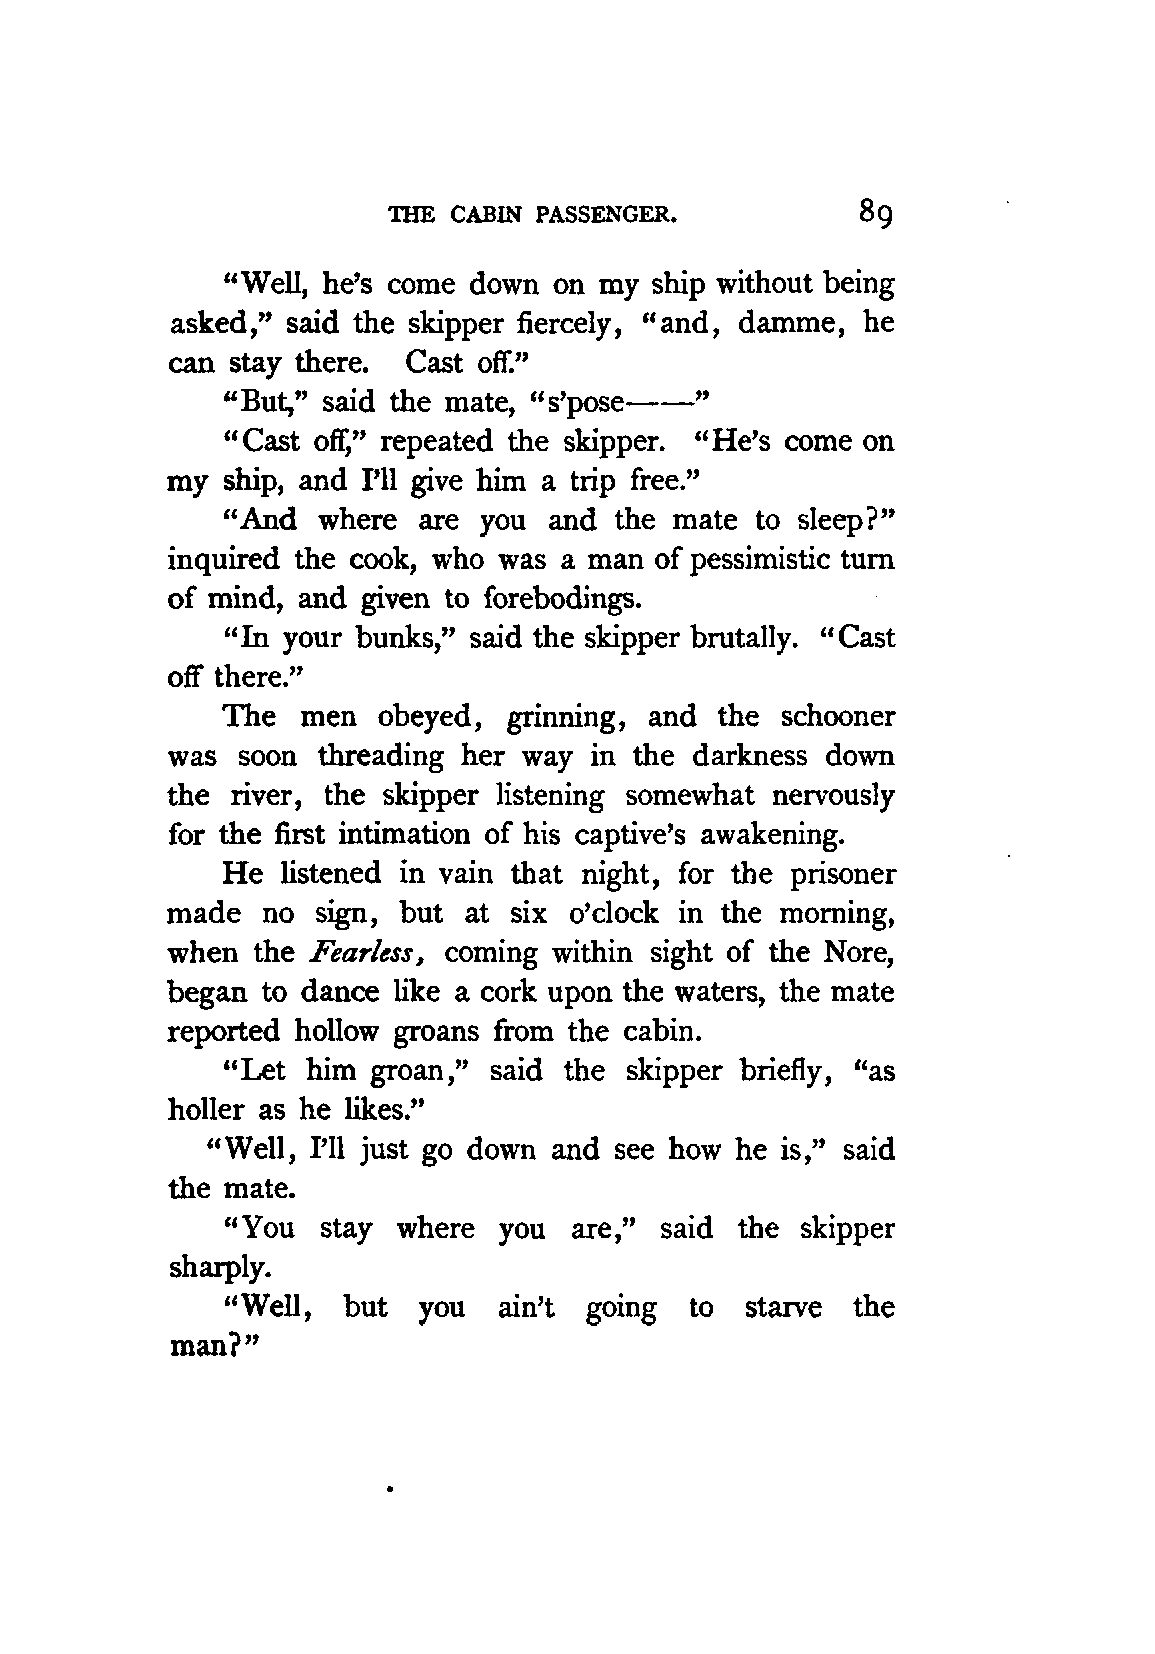 THE CABIN PASSENGER. 89
"Well, he's come down on my ship without being
asked," said the skipper fiercely, "and, damme, he
can stay there. Cast off."
"But," said the mate, "s'pose——"
"Cast off," repeated the skipper. "He's come on
my ship, and I'll give him a trip free."
"And where are you and the mate to sleep?"
inquired the cook, who was a man of pessimistic turn
of mind, and given to forebodings.
"In your bunks," said the skipper brutally. "Cast
off there."
The men obeyed, grinning, and the schooner
was soon threading her way in the darkness down
the river, the skipper listening somewhat nervously
for the first intimation of his captive's awakening.
He listened in vain that night, for the prisoner
made no sign, but at six o'clock in the morning,
when the Fearless, coming within sight of the Nore,
began to dance like a cork upon the waters, the mate
reported hollow groans from the cabin.
"Let him groan," said the skipper briefly, "as
holler as he likes."
"Well, I'll just go down and see how he is," said
the mate.
"You stay where you are," said the skipper
sharply.
"Well, but you ain't going to starve the
man?"